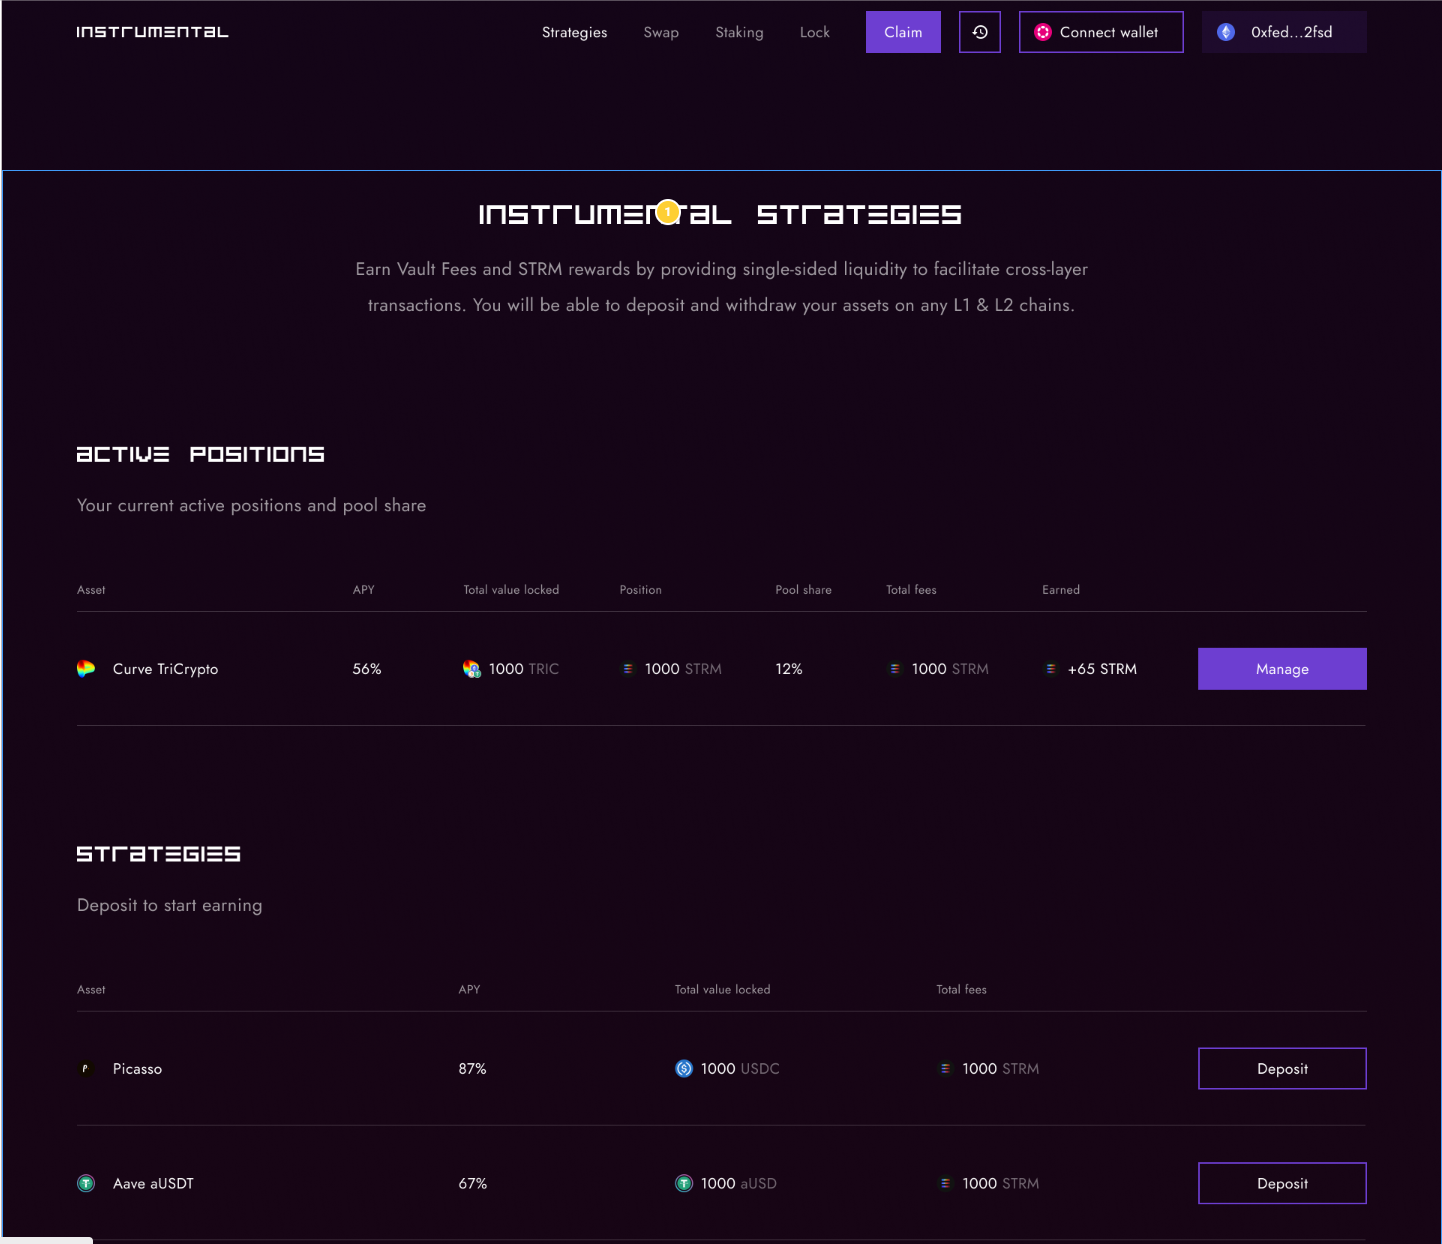 INSTRUMENTAL
Strategies Swap Staking Lock Claim Connect wallet 0xfed...2fsd
INSTRUMENTAL STRATEGIES
1
Earn Vault Fees and STRM rewards by providing single-sided liquidity to facilitate cross-layer
transactions. You will be able to deposit and withdraw your assets on any L1 & L2 chains.
ACTIVE POSITIONS
Your current active positions and pool share
Asset APY Total value locked Position Pool share Total fees Earned
Curve TriCrypto 56% 1000 TRIC 1000 STRM 12% 1000 STRM +65 STRM Manage
STRATEGIES
Deposit to start earning
Asset APY Total value locked Total fees
Picasso 87% 1000 USDC 1000 STRM Deposit
Aave aUSDT 67% 1000 aUSD 1000 STRM Deposit